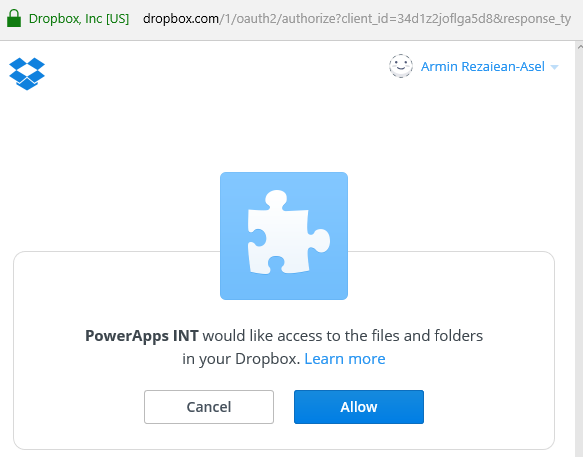 Dropbox, Inc [US] dropbox.com/1/oauth2/authorize?client_id=34d1z2joflga5d8&response_ty
Armin Rezaiean-Asel
PowerApps INT would like access to the files and folders
in your Dropbox. Learn more
Cancel Allow